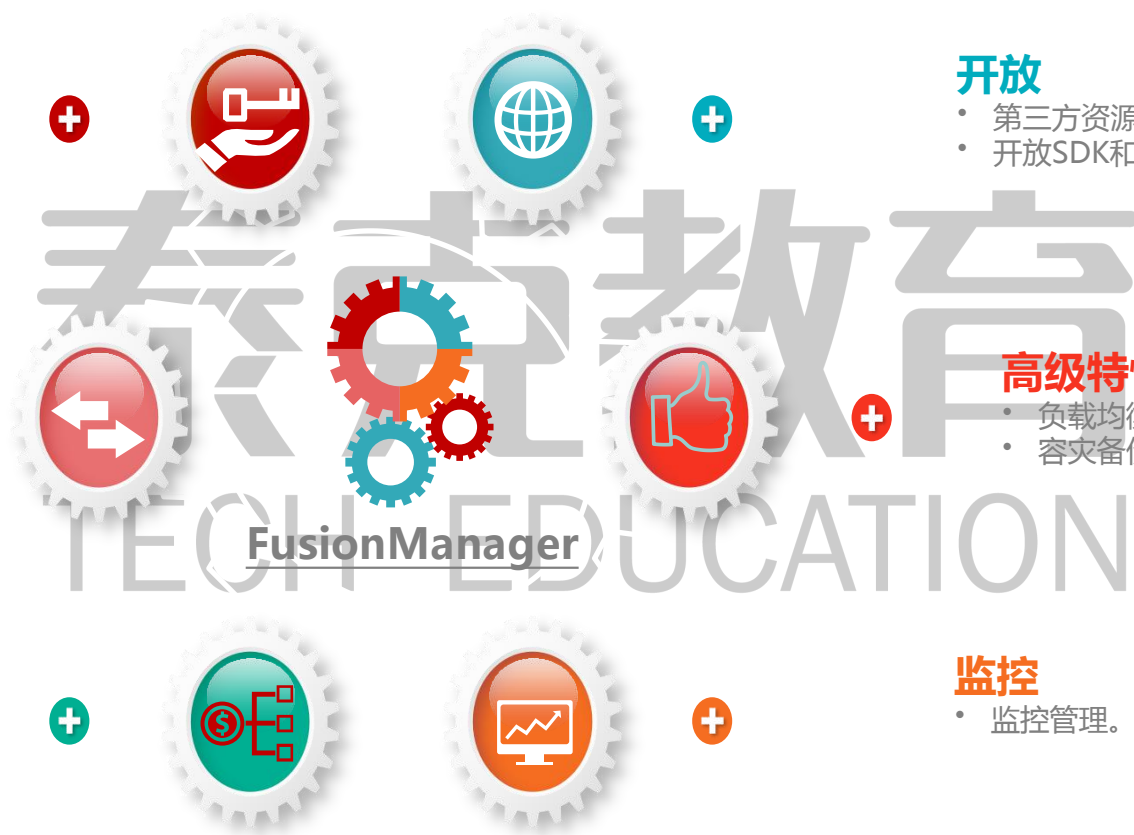 开放
• 第三方资源
• 开放SDK和
泰克教育
高级特
• 负载均
• 容灾备
TECH EDUCATION
FusionManager
监控
• 监控管理。